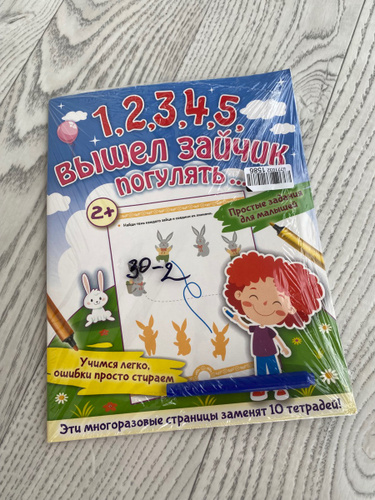 1,2,3,4,5,
ВЫШЕЛ ЗАЙЧИК
ПОГУЛЯТЬ ...
15380
2+
Простые задания
для малышей
30-2
Учимся легко,
ошибки просто стираем
Эти многоразовые страницы заменят 10 тетрадей!